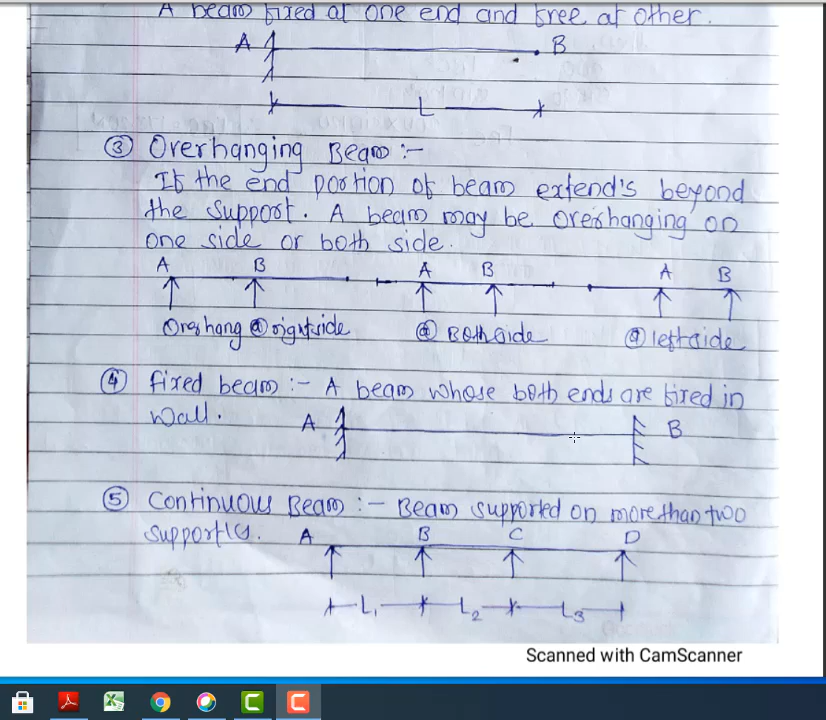 A beam fixed at one end and free at other.
A B
L
③ Overhanging Beam :-
If the end portion of beam extend's beyond
the support. A beam may be overhanging on
one side or both side.
A B A B A B
Overhang @ rightside @ Both side @ leftside
④ fixed beam :- A beam whose both ends are fixed in
wall.
A B
⑤ Continuous Beam :- Beam supported on more than two
support(s).
A B C D
L₁ L₂ L₃
Scanned with CamScanner